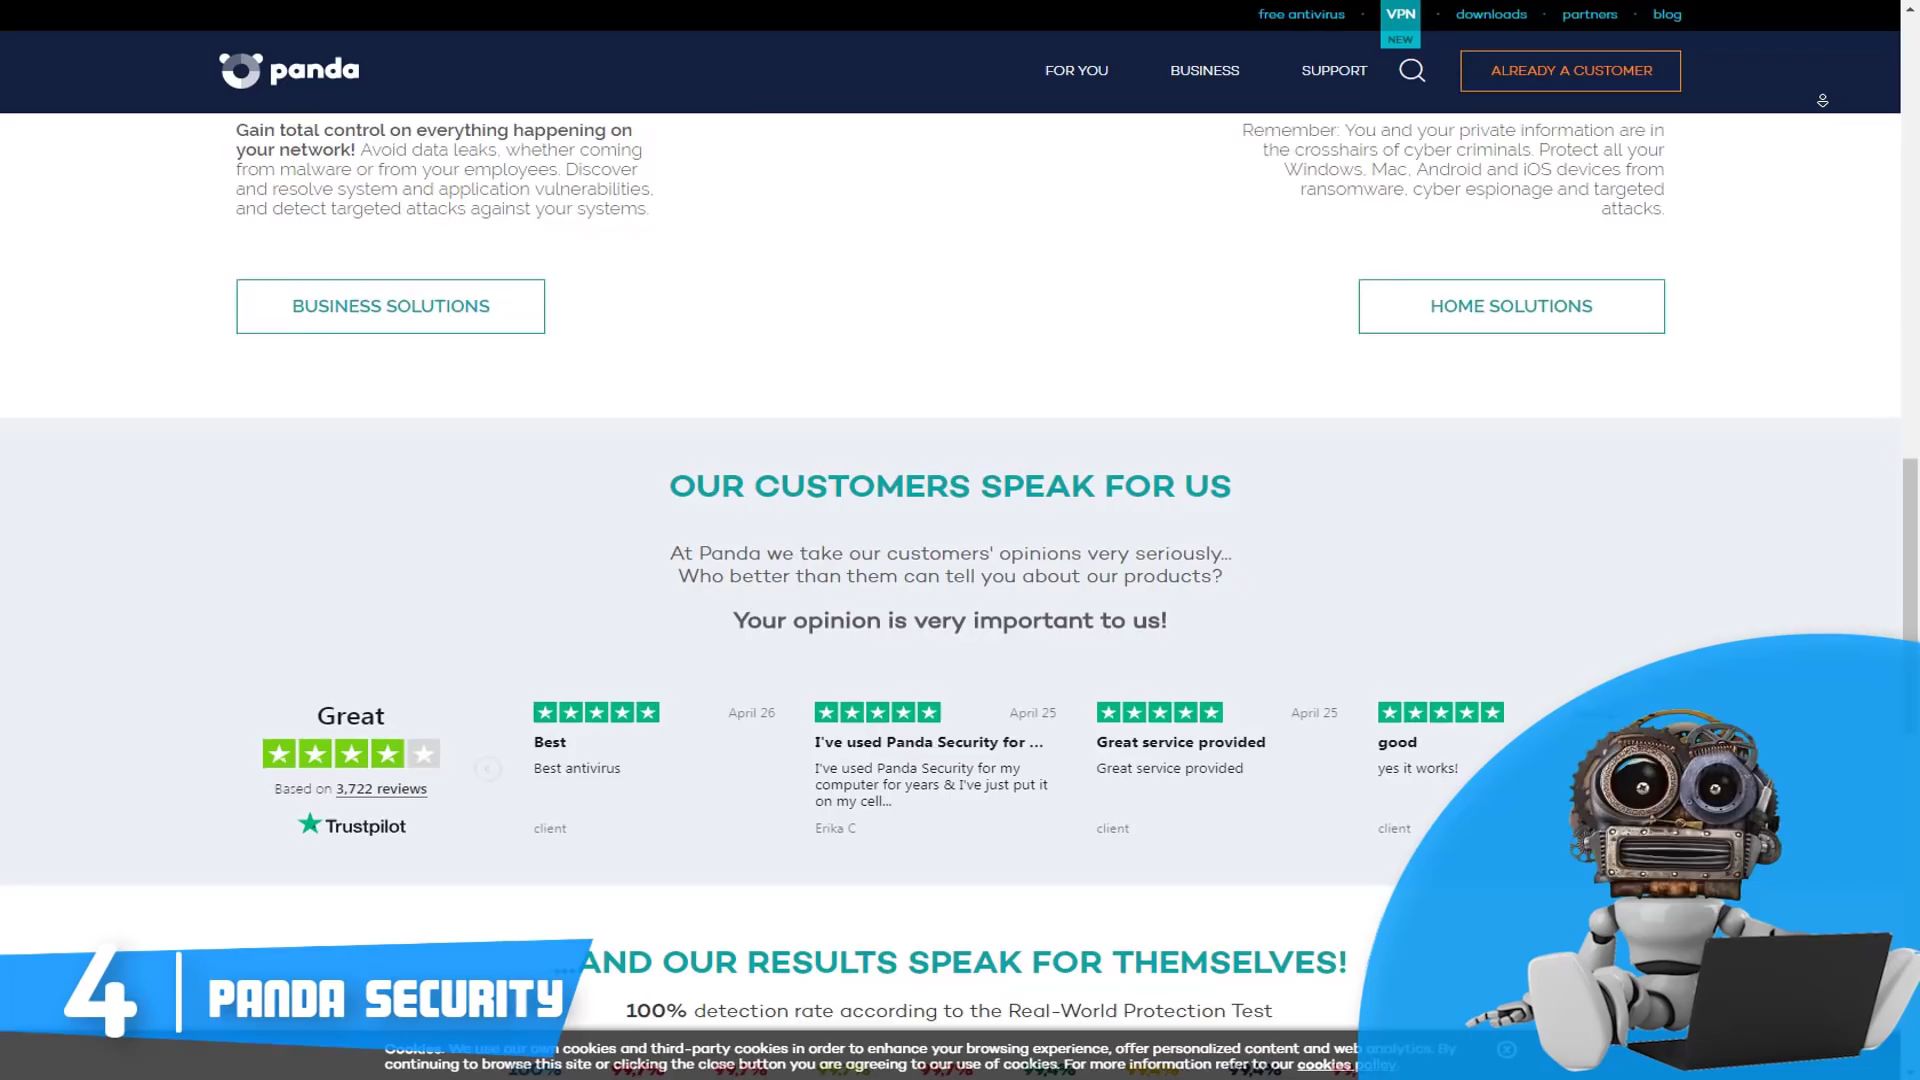 free antivirus · VPN · downloads · partners · blog
NEW
panda
FOR YOU BUSINESS SUPPORT ALREADY A CUSTOMER
Gain total control on everything happening on
your network! Avoid data leaks, whether coming
from malware or from your employees. Discover
and resolve system and application vulnerabilities,
and detect targeted attacks against your systems.
BUSINESS SOLUTIONS
Remember: You and your private information are in
the crosshairs of cyber criminals. Protect all your
Windows, Mac, Android and iOS devices from
ransomware, cyber espionage and targeted
attacks.
HOME SOLUTIONS
OUR CUSTOMERS SPEAK FOR US
At Panda we take our customers' opinions very seriously...
Who better than them can tell you about our products?
Your opinion is very important to us!
Great
Based on 3,722 reviews
Trustpilot
April 26
Best
Best antivirus
client
April 25
I've used Panda Security for ...
I've used Panda Security for my
computer for years & I've just put it
on my cell...
Erika C
April 25
Great service provided
Great service provided
client
good
yes it works!
client
...AND OUR RESULTS SPEAK FOR THEMSELVES!
100% detection rate according to the Real-World Protection Test
4 | PANDA SECURITY
Cookies. We use our own cookies and third-party cookies in order to enhance your browsing experience, offer personalized content and web analytics. By
continuing to browse this site or clicking the close button you are agreeing to our use of cookies. For more information refer to our cookies policy.